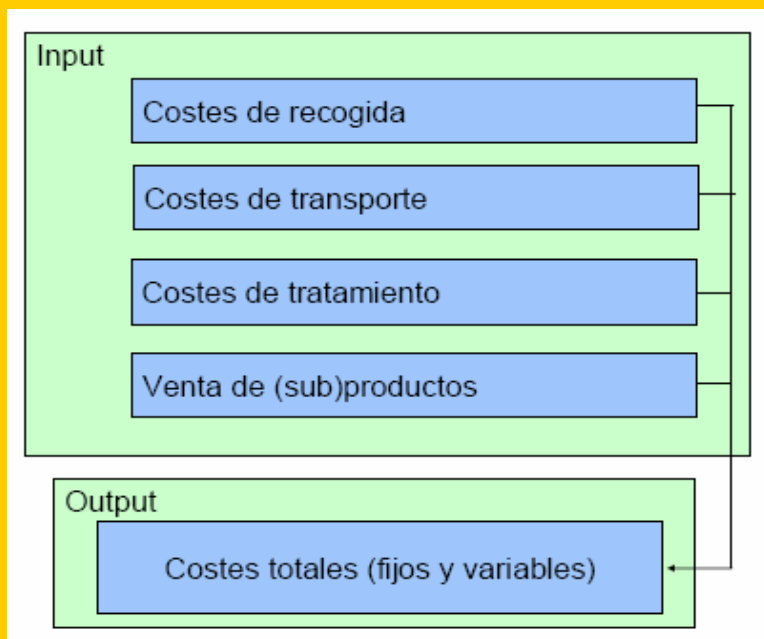 Input
Costes de recogida
Costes de transporte
Costes de tratamiento
Venta de (sub)productos
Output
Costes totales (fijos y variables)